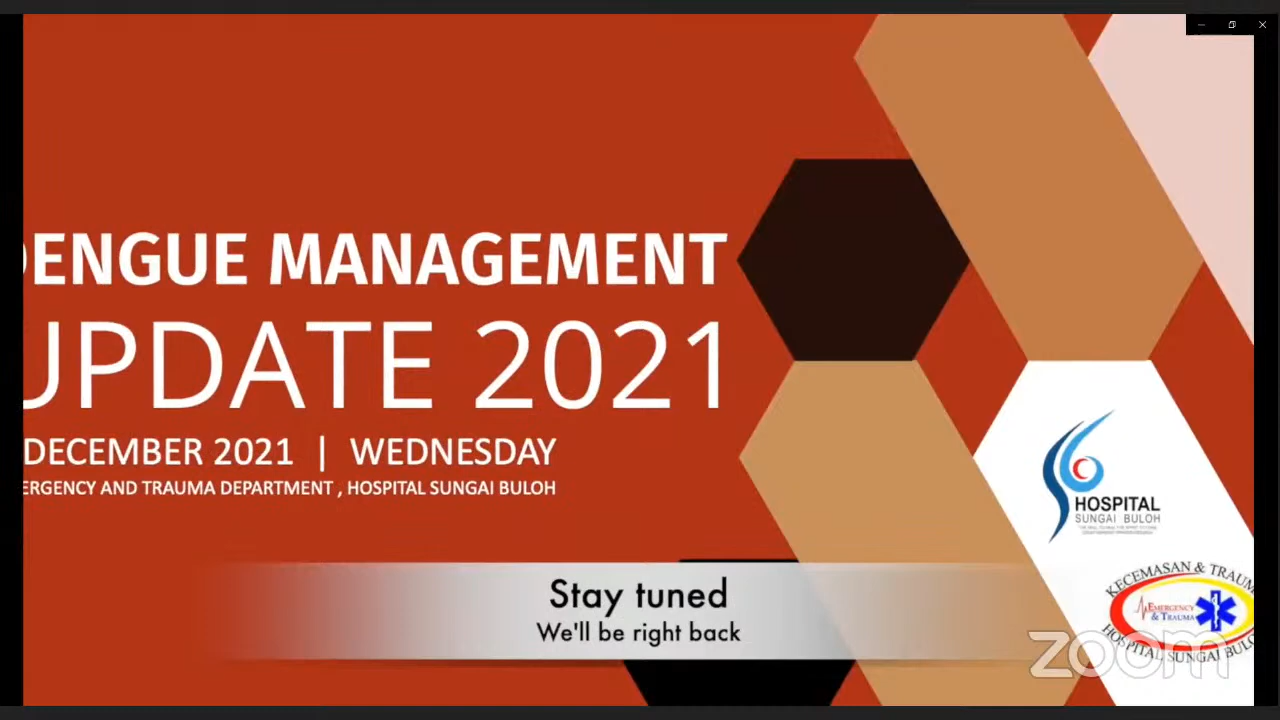 DENGUE MANAGEMENT
UPDATE 2021
DECEMBER 2021 | WEDNESDAY
ERGENCY AND TRAUMA DEPARTMENT , HOSPITAL SUNGAI BULOH
HOSPITAL
SUNGAI BULOH
KECEMASAN & TRAUM
EMERGENCY
& TRAUMA
HOSPITAL SUNGAI BULO
Stay tuned
We'll be right back
zoom